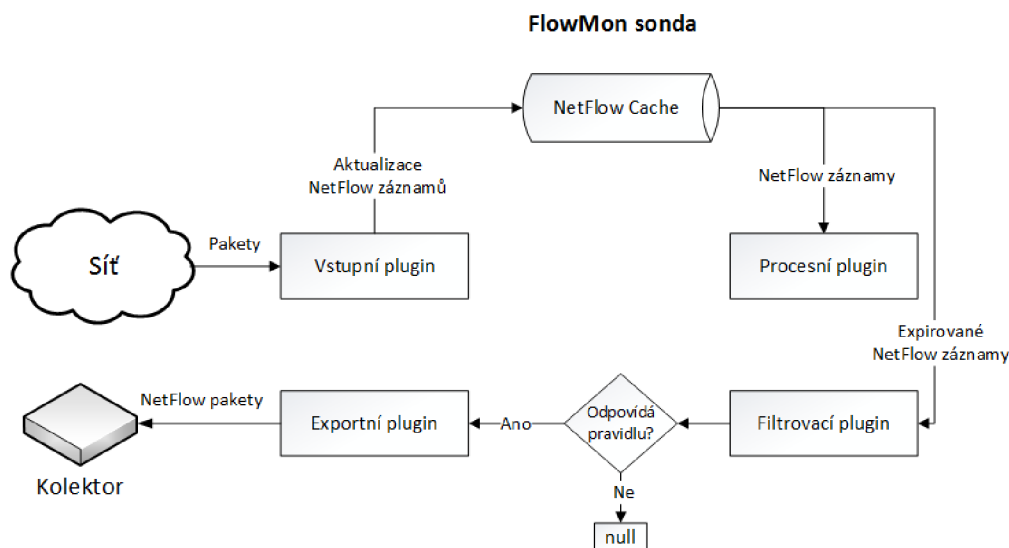 FlowMon sonda
NetFlow Cache
Aktualizace
NetFlow záznamů
NetFlow záznamy
Síť
Pakety
Vstupní plugin
Procesní plugin
Expirované
NetFlow záznamy
NetFlow pakety
Exportní plugin
Ano
Odpovídá
pravidlu?
Filtrovací plugin
Kolektor
Ne
null